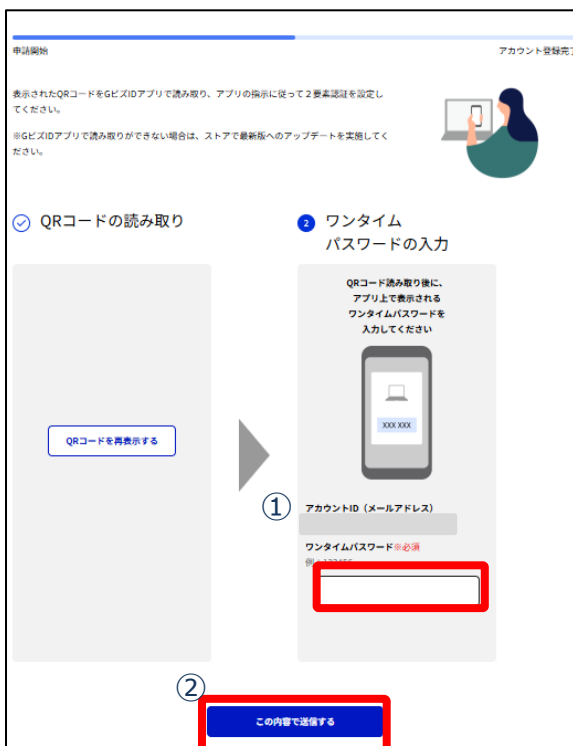 申請開始
アカウント登録完了
表示されたQRコードをGビズIDアプリで読み取り、アプリの指示に従って2要素認証を設定し
てください。
※GビズIDアプリで読み取りができない場合は、ストアで最新版へのアップデートを実施してく
ださい。
QRコードの読み取り
2 ワンタイム
パスワードの入力
QRコード読み取り後に、
アプリ上で表示される
ワンタイムパスワードを
入力してください
XXX XXX
QRコードを再表示する
①
アカウントID（メールアドレス）
ワンタイムパスワード※必須
②
この内容で送信する